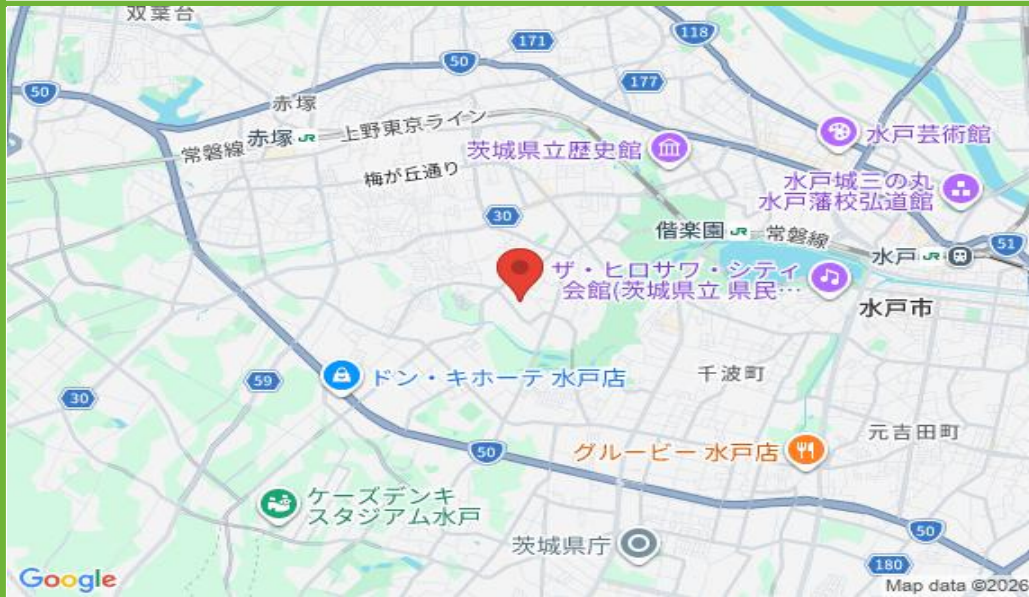 双葉台
171
118
50
50
177
赤塚
常磐線
赤塚 JR
上野東京ライン
茨城県立歴史館
水戸芸術館
梅が丘通り
水戸城三の丸
水戸藩校弘道館
30
偕楽園 JR
常磐線
51
水戸 JR
ザ・ヒロサワ・シティ
会館(茨城県立 県民…
水戸市
ドン・キホーテ 水戸店
千波町
59
30
元吉田町
50
グルービー 水戸店
ケーズデンキ
スタジアム水戸
50
茨城県庁
180
Google
Map data ©2026